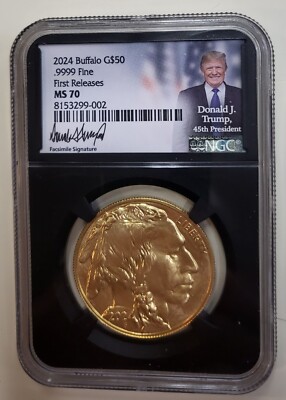 2024 Buffalo G$50
.9999 Fine
First Releases
MS 70
8153299-002
Facsimile Signature
Donald J.
Trump,
45th President
NGC
LIBERTY